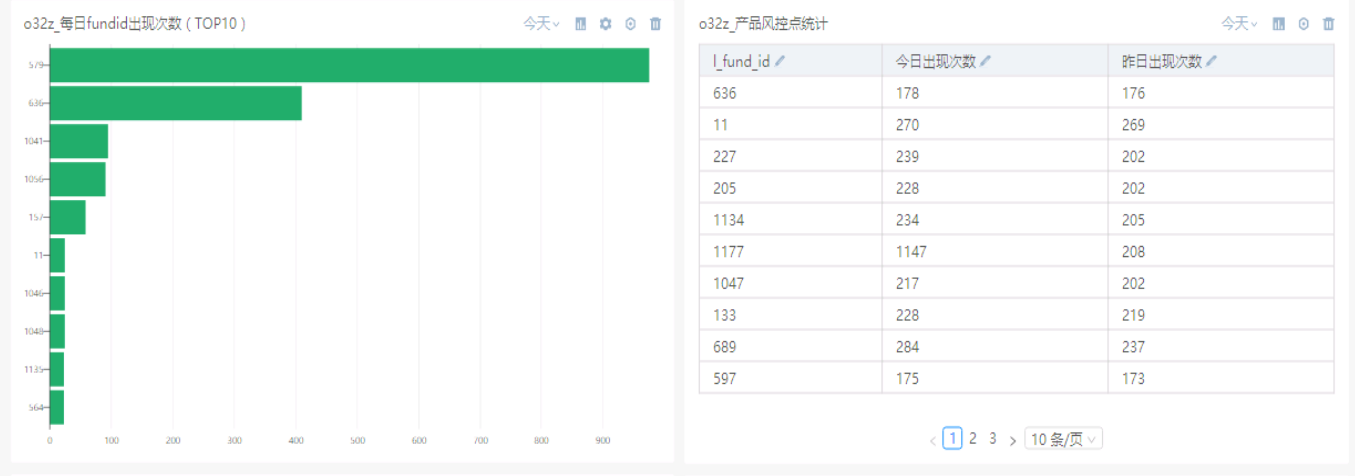 o32z_每日fundid出现次数 ( TOP10 )
今天
579
636
1041
1056
157
11
1046
1048
1135
564
0 100 200 300 400 500 600 700 800 900
o32z_产品风控点统计
今天
l_fund_id 今日出现次数 昨日出现次数
636 178 176
11 270 269
227 239 202
205 228 202
1134 234 205
1177 1147 208
1047 217 202
133 228 219
689 284 237
597 175 173
< 1 2 3 > 10 条/页